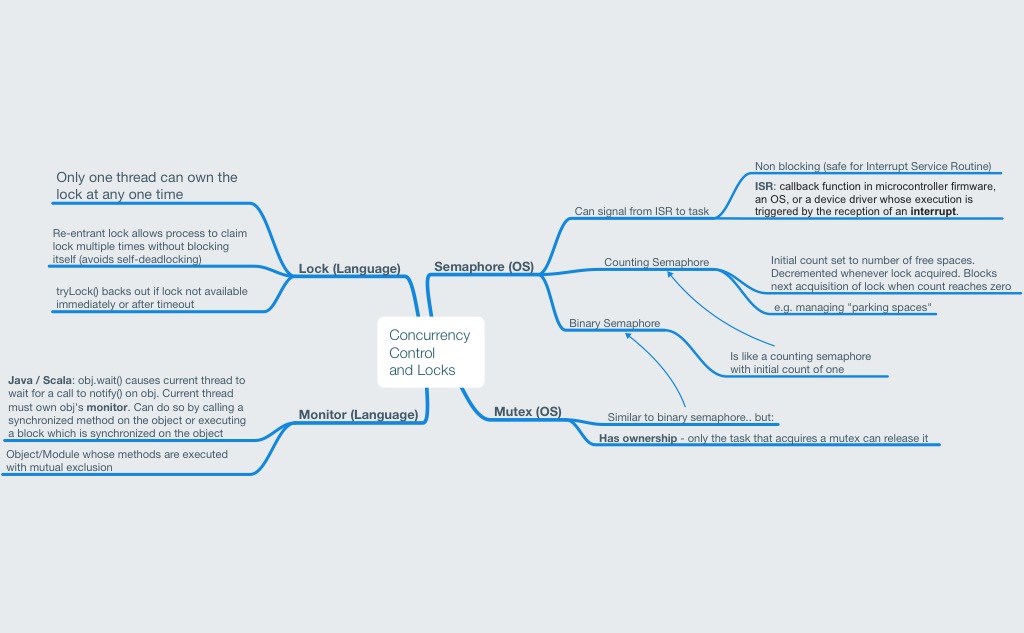 Concurrency
Control
and Locks
Lock (Language)
Only one thread can own the
lock at any one time
Re-entrant lock allows process to claim
lock multiple times without blocking
itself (avoids self-deadlocking)
tryLock() backs out if lock not available
immediately or after timeout
Monitor (Language)
Java / Scala: obj.wait() causes current thread to
wait for a call to notify() on obj. Current thread
must own obj's monitor. Can do so by calling a
synchronized method on the object or executing
a block which is synchronized on the object
Object/Module whose methods are executed
with mutual exclusion
Semaphore (OS)
Can signal from ISR to task
Non blocking (safe for Interrupt Service Routine)
ISR: callback function in microcontroller firmware,
an OS, or a device driver whose execution is
triggered by the reception of an interrupt.
Counting Semaphore
Initial count set to number of free spaces.
Decremented whenever lock acquired. Blocks
next acquisition of lock when count reaches zero
e.g. managing "parking spaces"
Binary Semaphore
Is like a counting semaphore
with initial count of one
Mutex (OS)
Similar to binary semaphore.. but:
Has ownership - only the task that acquires a mutex can release it